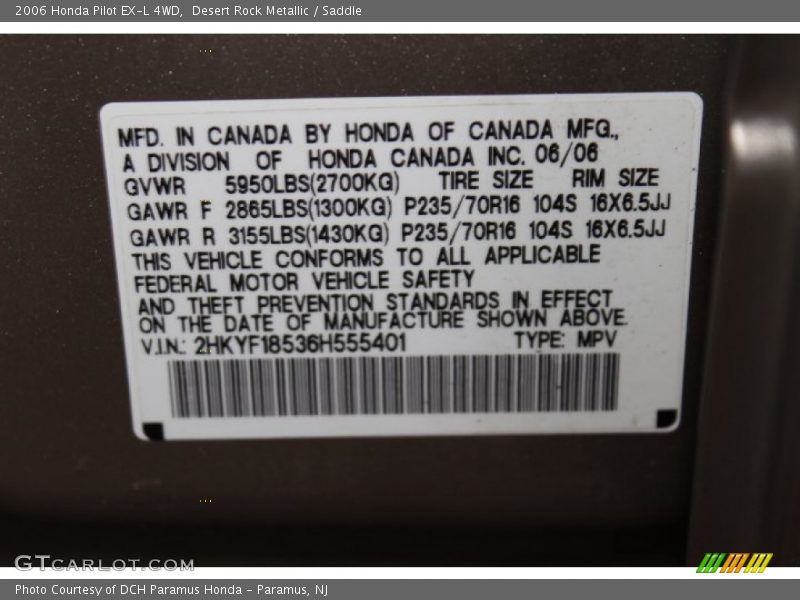 2006 Honda Pilot EX-L 4WD,  Desert Rock Metallic / Saddle
MFD. IN CANADA BY HONDA OF CANADA MFG.,
A DIVISION OF HONDA CANADA INC. 06/06
GVWR 5950LBS(2700KG) TIRE SIZE RIM SIZE
GAWR F 2865LBS(1300KG) P235/70R16 104S 16X6.5JJ
GAWR R 3155LBS(1430KG) P235/70R16 104S 16X6.5JJ
THIS VEHICLE CONFORMS TO ALL APPLICABLE
FEDERAL MOTOR VEHICLE SAFETY
AND THEFT PREVENTION STANDARDS IN EFFECT
ON THE DATE OF MANUFACTURE SHOWN ABOVE.
V.I.N.: 2HKYF18536H555401 TYPE: MPV
GTCARLOT.COM
Photo Courtesy of DCH Paramus Honda - Paramus, NJ